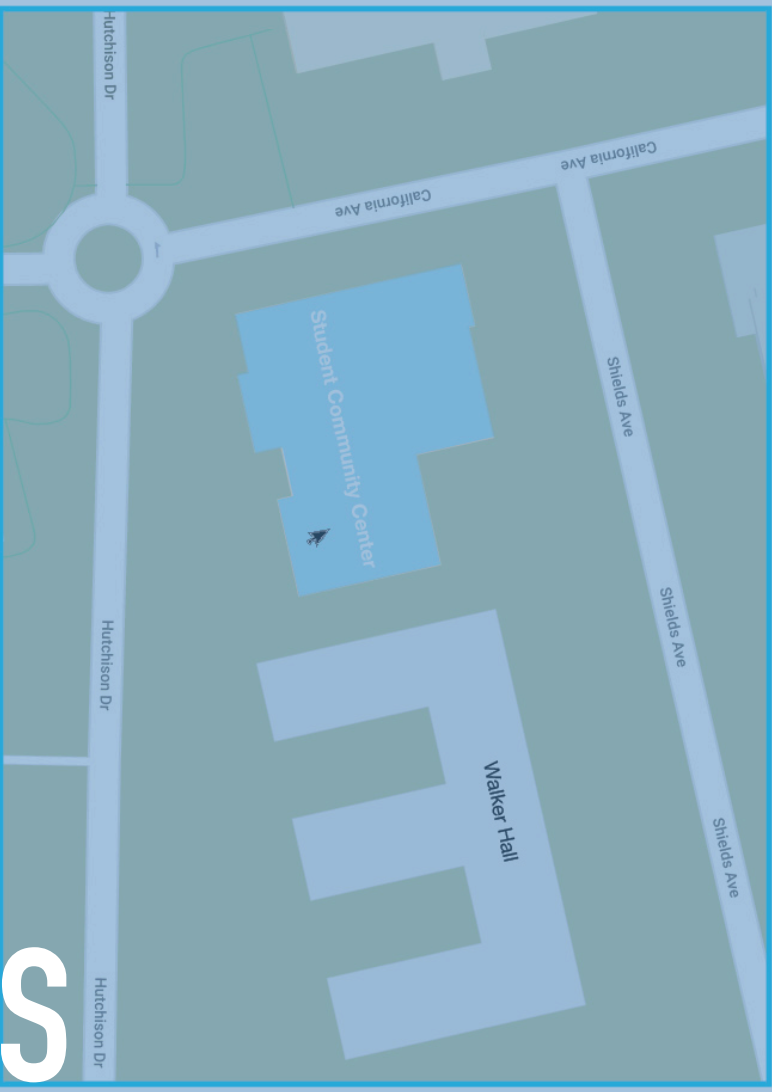 Hutchison Dr
California Ave
California Ave
Student Community Center
Shields Ave
Hutchison Dr
Shields Ave
Walker Hall
Shields Ave
S
Hutchison Dr